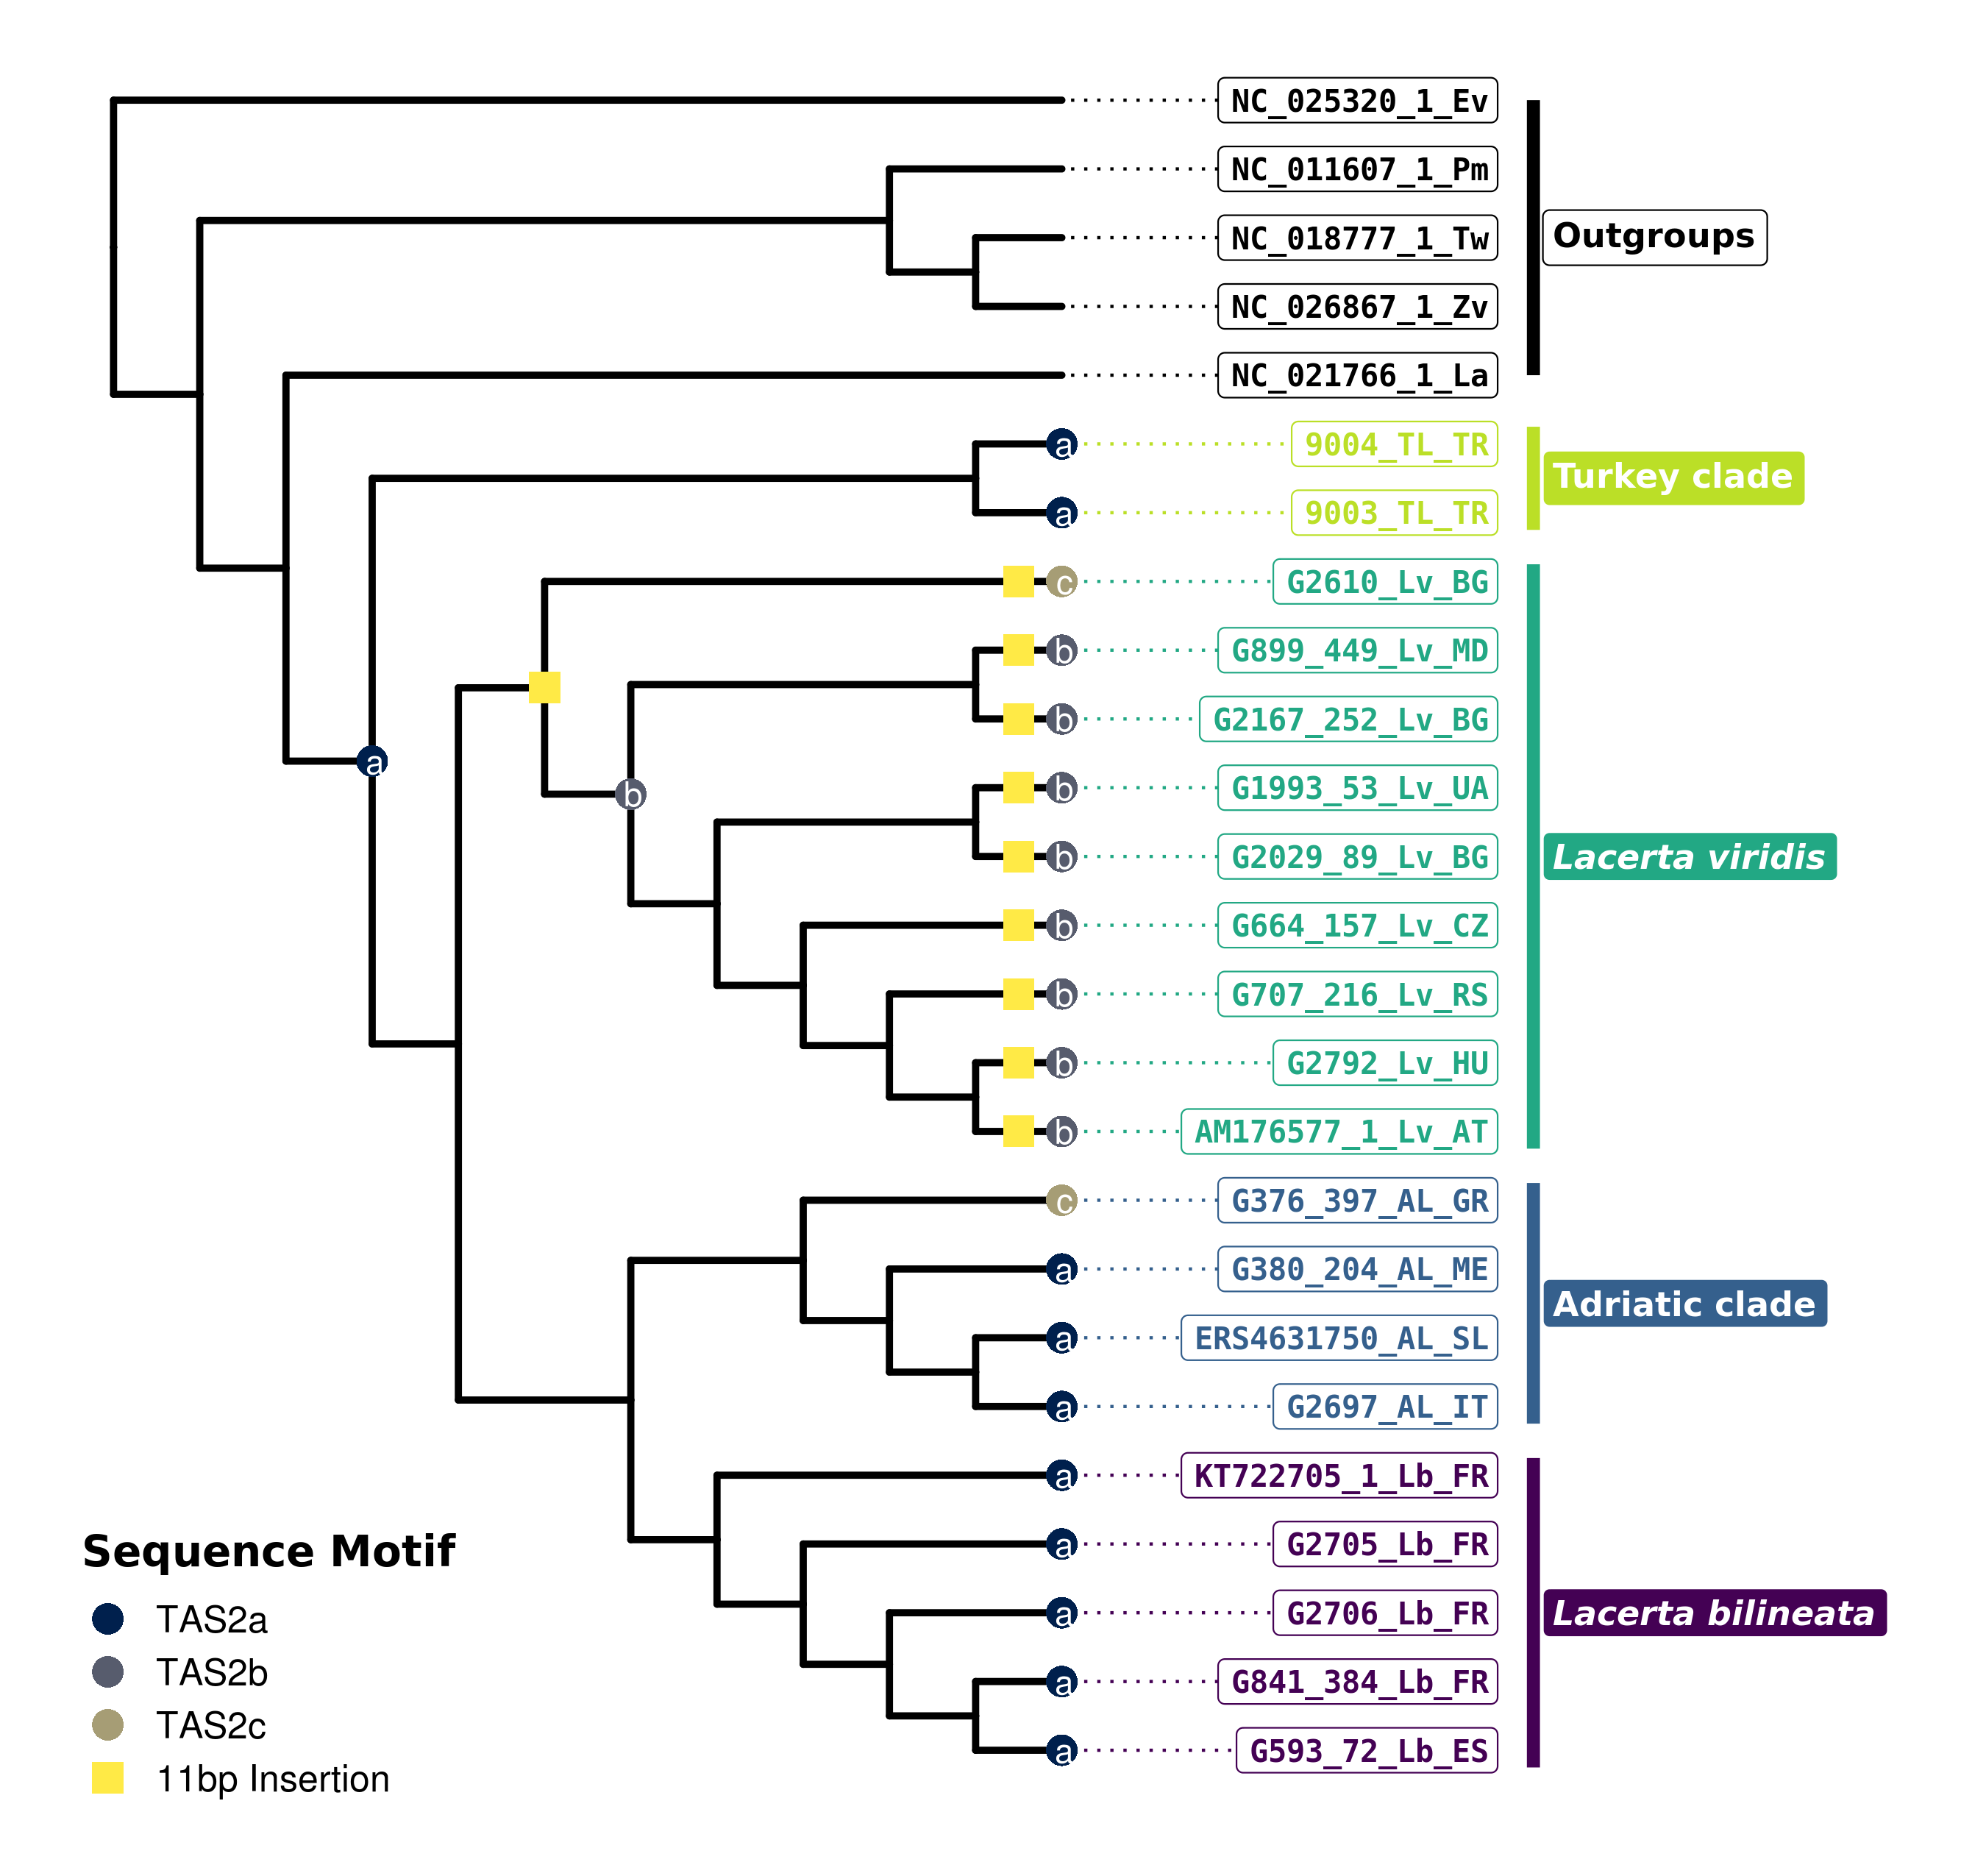 NC_025320_1_Ev
NC_011607_1_Pm
NC_018777_1_Tw
Outgroups
NC_026867_1_Zv
NC_021766_1_La
a
9004_TL_TR
Turkey clade
a
9003_TL_TR
c
G2610_Lv_BG
b
G899_449_Lv_MD
b
G2167_252_Lv_BG
a
b
b
G1993_53_Lv_UA
b
G2029_89_Lv_BG
Lacerta viridis
b
G664_157_Lv_CZ
b
G707_216_Lv_RS
b
G2792_Lv_HU
b
AM176577_1_Lv_AT
c
G376_397_AL_GR
a
G380_204_AL_ME
Adriatic clade
a
ERS4631750_AL_SL
a
G2697_AL_IT
a
KT722705_1_Lb_FR
a
G2705_Lb_FR
a
G2706_Lb_FR
Lacerta bilineata
a
G841_384_Lb_FR
a
G593_72_Lb_ES
Sequence Motif
TAS2a
TAS2b
TAS2c
11bp Insertion